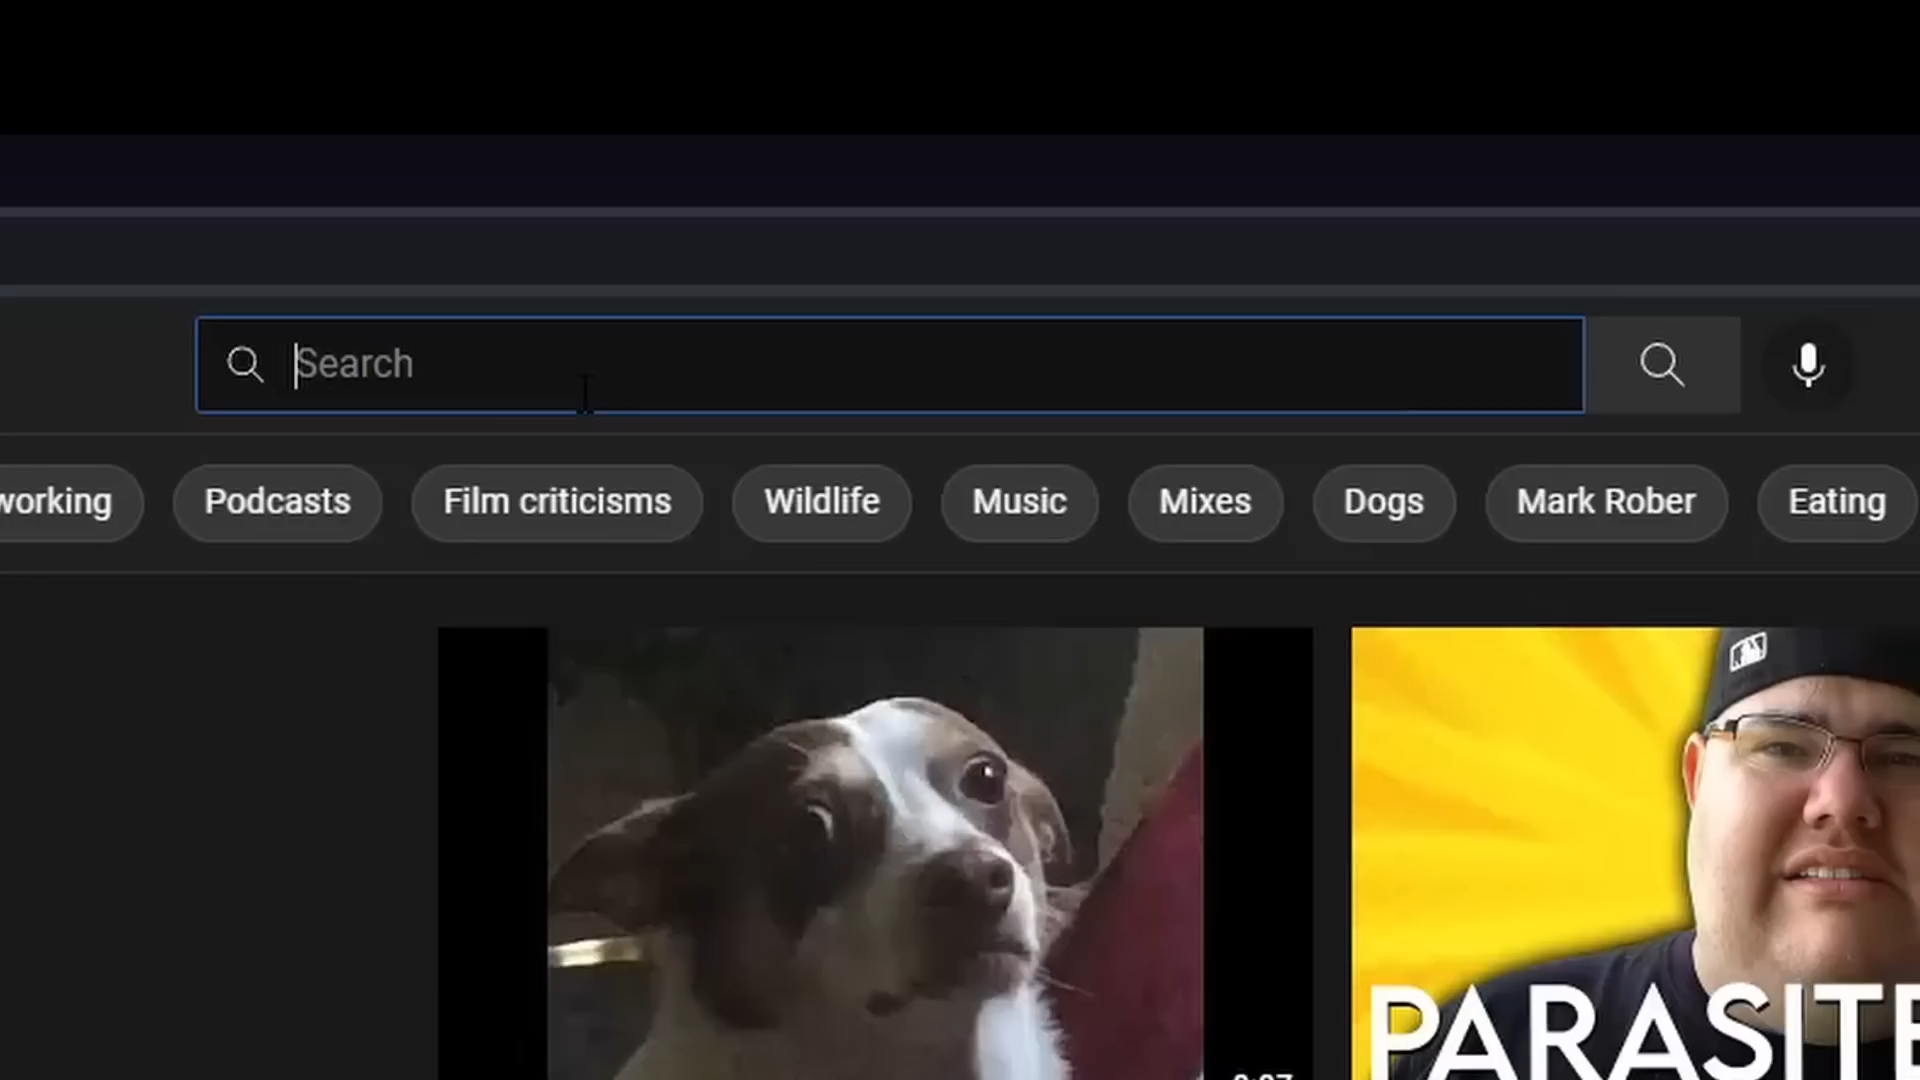 Search
working
Podcasts
Film criticisms
Wildlife
Music
Mixes
Dogs
Mark Rober
Eating
PARASITE